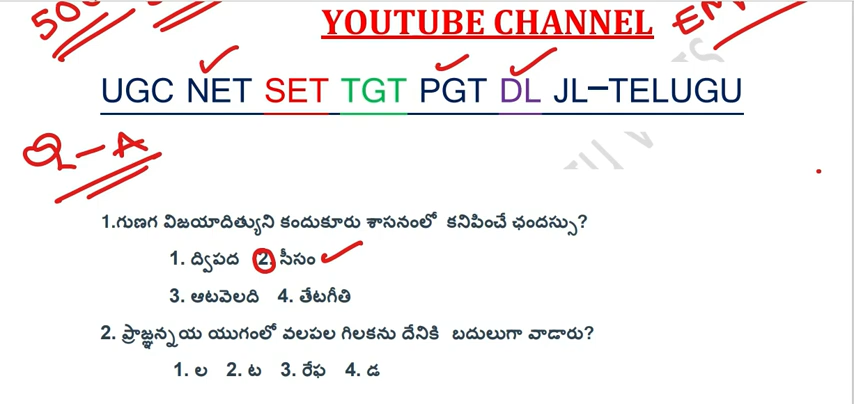 YOUTUBE CHANNEL
UGC NET SET TGT PGT DL JL-TELUGU
Q-A
1.గుణగ విజయాదిత్యుని కందుకూరు శాసనంలో కనిపించే ఛందస్సు?
1. ద్విపద 2. సీసం
3. ఆటవెలది 4. తేటగీతి
2. ప్రాఙ్నన్నయ యుగంలో వలపల గిలకను దేనికి బదులుగా వాడారు?
1. ల 2. ట 3. రేఫ 4. డ